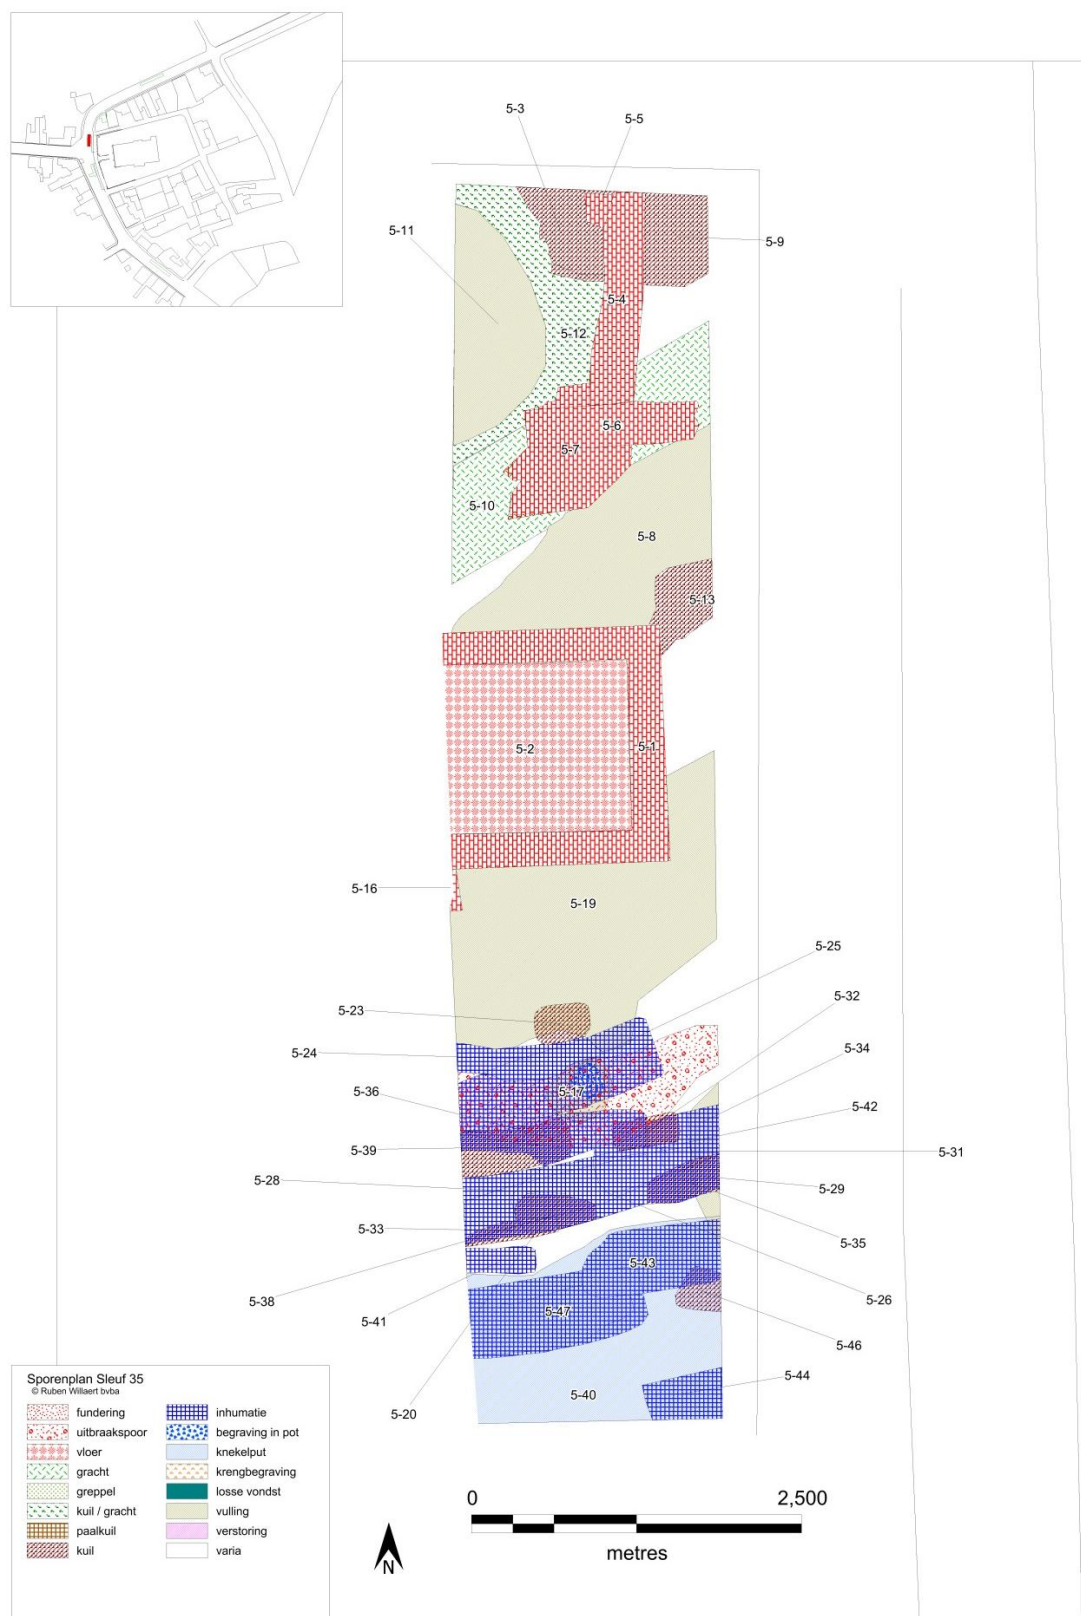 5-3
5-5
5-11
5-9
5-4
5-12
5-6
5-7
5-10
5-8
5-13
5-2
5-1
5-16
5-19
5-25
5-23
5-32
5-24
5-34
5-36
5-17
5-42
5-39
5-31
5-28
5-29
5-33
5-35
5-43
5-38
5-26
5-41
5-47
5-46
5-44
5-40
5-20
Sporenplan Sleuf 35
© Ruben Willaert bvba
fundering
uitbraakspoor
vloer
gracht
greppel
kuil / gracht
paalkuil
kuil
inhumatie
begraving in pot
knekelput
krengbegraving
losse vondst
vulling
verstoring
varia
N
0 2,500
metres